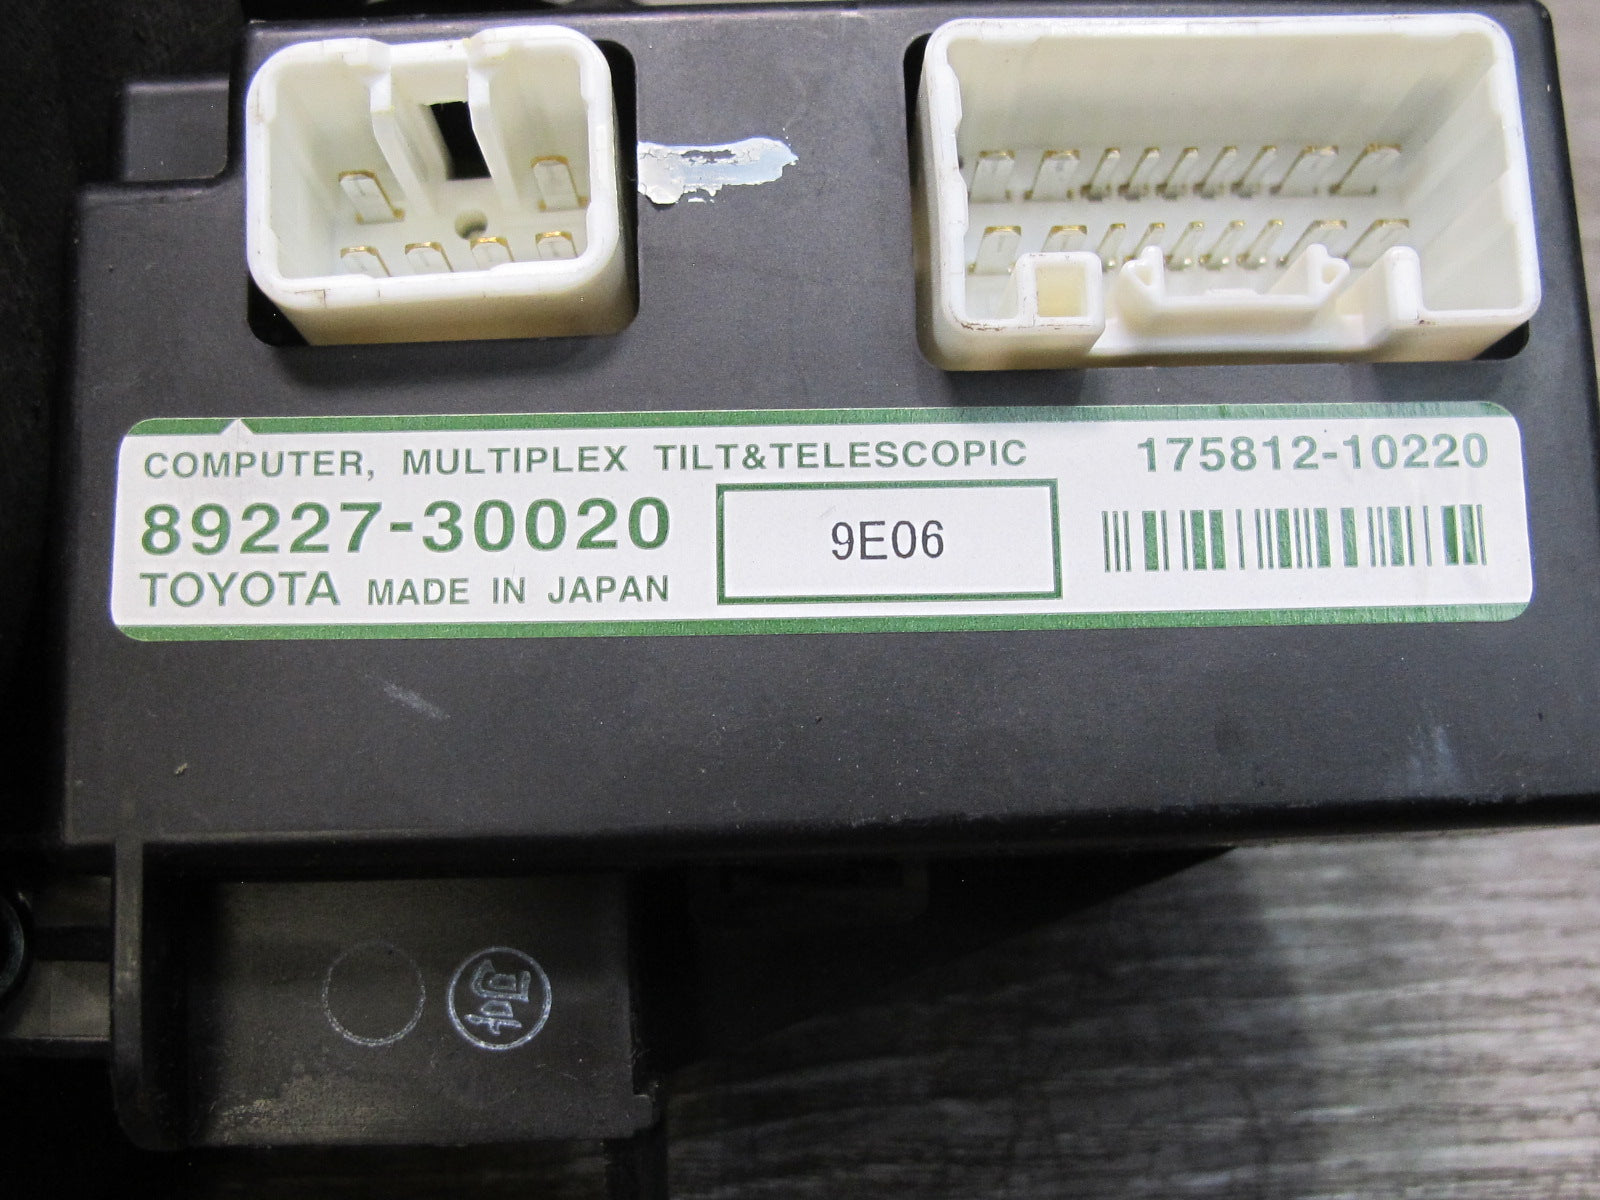 COMPUTER, MULTIPLEX TILT&TELESCOPIC 175812-10220
89227-30020
9E06
TOYOTA MADE IN JAPAN